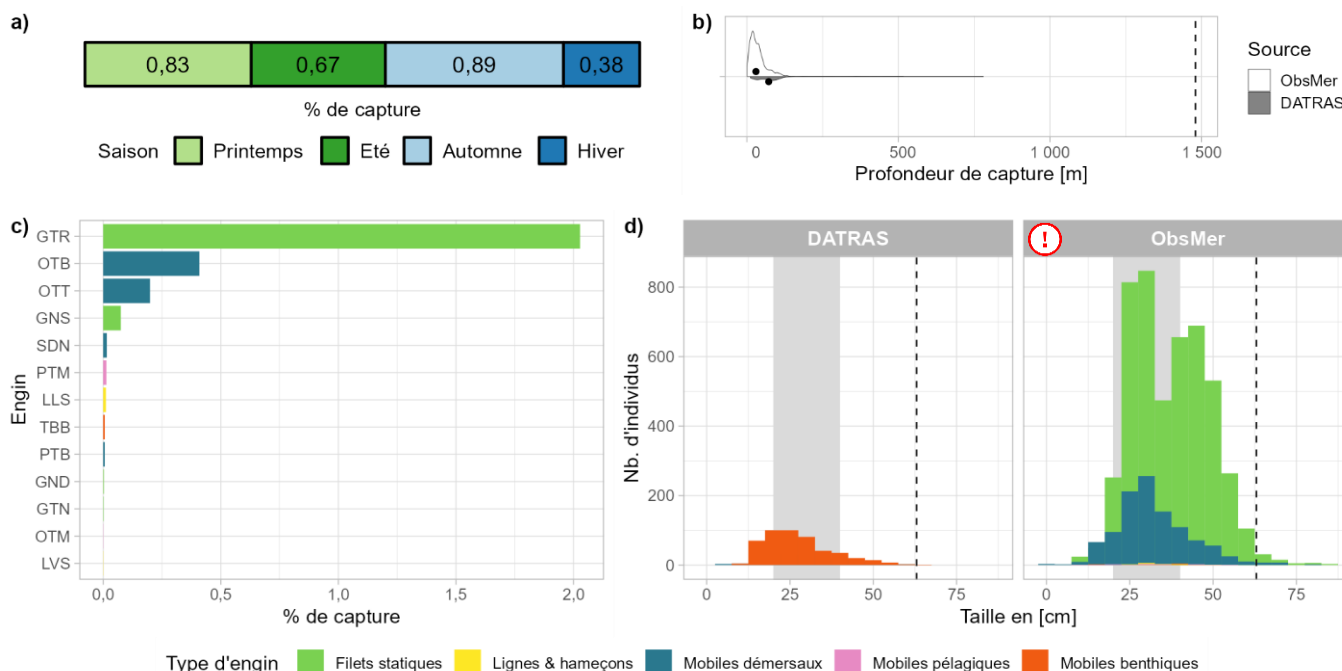 a)
0,83 0,67 0,89 0,38
% de capture
Saison Printemps Eté Automne Hiver
b)
0 500 1 000 1 500
Profondeur de capture [m]
Source
ObsMer
DATRAS
c)
Engin
GTR
OTB
OTT
GNS
SDN
PTM
LLS
TBB
PTB
GND
GTN
OTM
LVS
0,0 0,5 1,0 1,5 2,0
% de capture
d)
DATRAS
! ObsMer
Nb. d'individus
800
600
400
200
0
0 25 50 75 0 25 50 75
Taille en [cm]
Type d'engin Filets statiques Lignes & hameçons Mobiles démersaux Mobiles pélagiques Mobiles benthiques